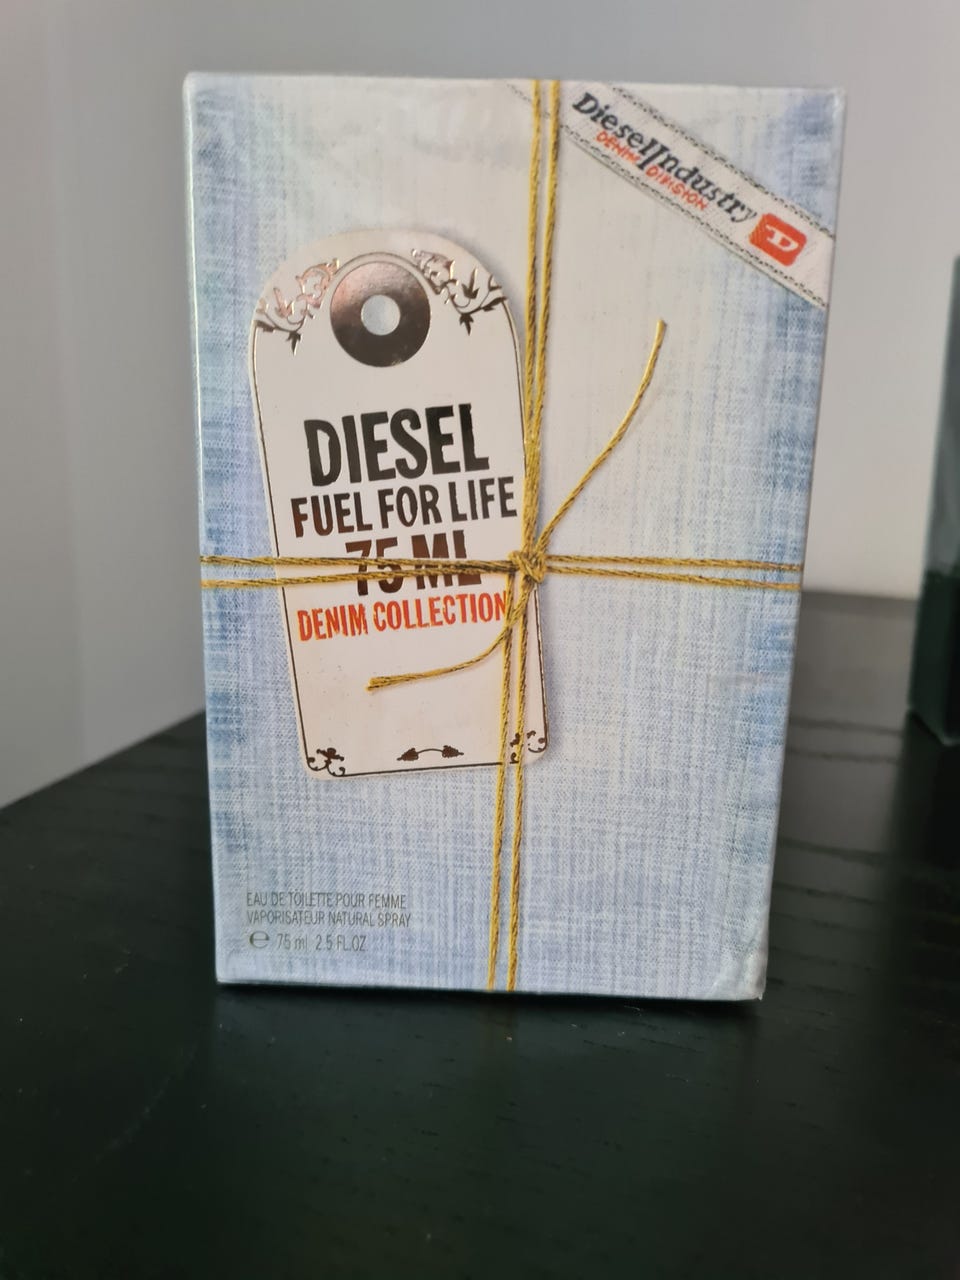 DieselIndustry
DENIM DIVISION
D
DIESEL
FUEL FOR LIFE
75 ML
DENIM COLLECTION
EAU DE TOILETTE POUR FEMME
VAPORISATEUR NATURAL SPRAY
e 75 ml 2.5 FL.OZ